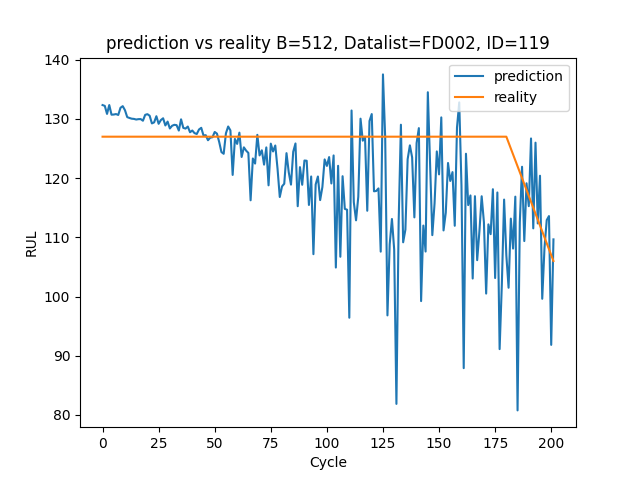 prediction vs reality B=512, Datalist=FD002, ID=119
prediction
reality
140
130
120
110
100
90
80
RUL
0 25 50 75 100 125 150 175 200
Cycle